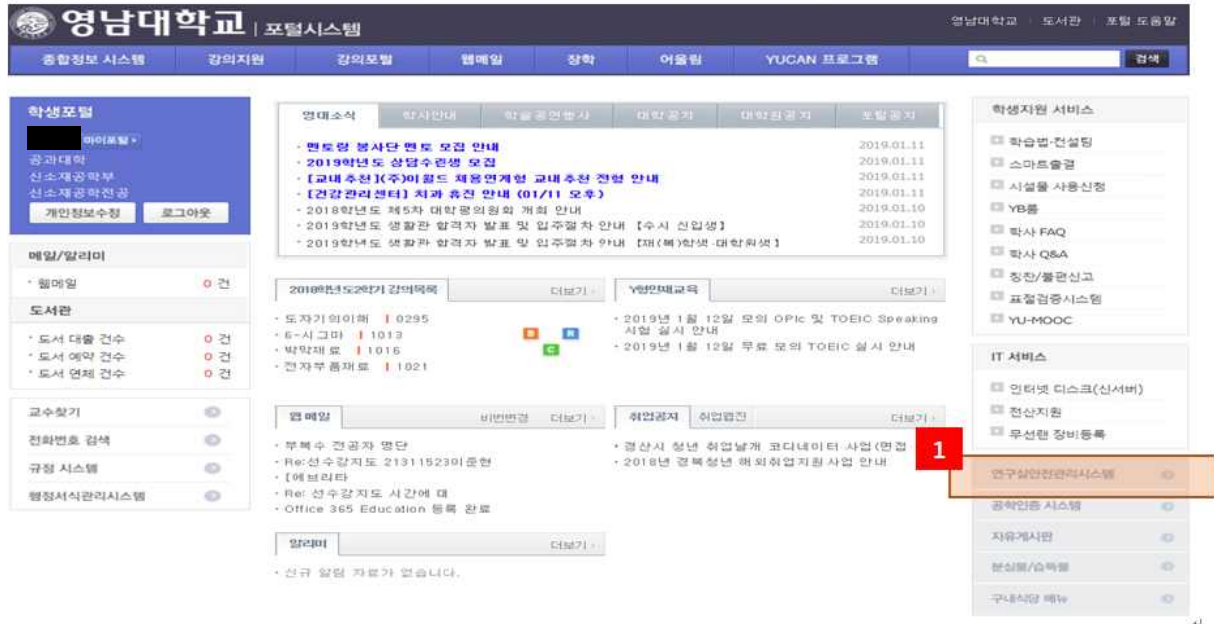 영남대학교 | 포털시스템
영남대학교 도서관 포털 도움말
종합정보 시스템 강의지원 강의포털 웹메일 장학 어울림 YUCAN 프로그램 검색
학생포털
마이포털
공과대학
신소재공학부
신소재공학전공
개인정보수정 로그아웃
메일/알리미
웹메일 0 건
도서관
도서 대출 건수 0 건
도서 예약 건수 0 건
도서 연체 건수 0 건
교수찾기
전화번호 검색
규정 시스템
행정서식관리시스템
영대소식 학사안내 학술공연행사 대학공지 대학원공지 포털공지
멘토링 봉사단 멘토 모집 안내 2019.01.11
2019학년도 상담수련생 모집 2019.01.11
[교내추천](주)이월드 채용연계형 교내추천 전형 안내 2019.01.11
[건강관리센터] 치과 휴진 안내 (01/11 오후) 2019.01.11
2018학년도 제5차 대학평의원회 개최 안내 2019.01.10
2019학년도 생활관 합격자 발표 및 입주절차 안내 【수시 신입생】 2019.01.10
2019학년도 생활관 합격자 발표 및 입주절차 안내 【재(복)학생·대학원생】 2019.01.10
2018학년도2학기 강의목록 더보기
도자기의이해 | 0295
6-시그마 | 1013
박막재료 | 1016
전자부품재료 | 1021
B R
C
Y형인재교육 더보기
2019년 1월 12일 모의 OPIc 및 TOEIC Speaking
시험 실시 안내
2019년 1월 12일 무료 모의 TOEIC 실시 안내
웹 메일 비번변경 더보기
부복수 전공자 명단
Re:선수강지도 21311523이준현
[에브리타
Re: 선수강지도 시간에 대
Office 365 Education 등록 완료
취업공지 취업웹진 더보기
경산시 청년 취업날개 코디네이터 사업(면접
2018년 경북청년 해외취업지원사업 안내
알리미 더보기
신규 알림 자료가 없습니다.
학생지원 서비스
학습법·컨설팅
스마트출결
시설물 사용신청
YB룸
학사 FAQ
학사 Q&A
칭찬/불편신고
표절검증시스템
YU-MOOC
IT 서비스
인터넷 디스크(신서버)
전산지원
무선랜 장비등록
1
연구실안전관리시스템
공학인증 시스템
자유게시판
분실물/습득물
구내식당 메뉴